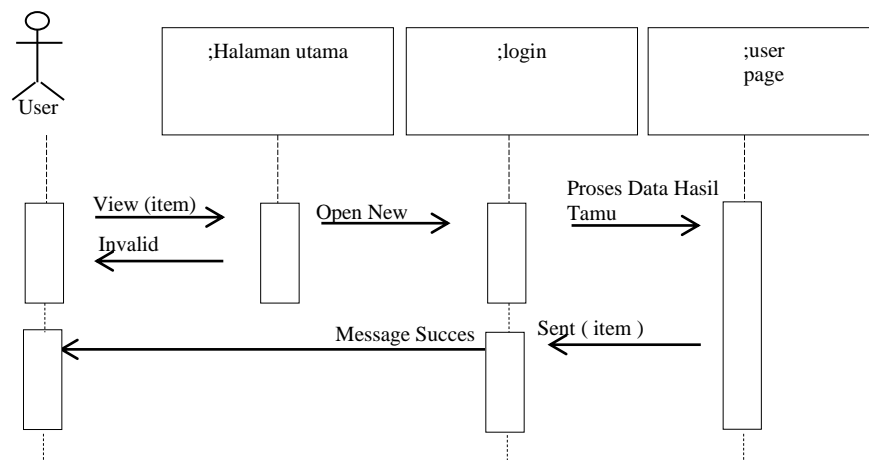 ;Halaman utama
;login
;user
page
User
View (item)
Open New
Proses Data Hasil
Tamu
Invalid
Message Succes
Sent ( item )